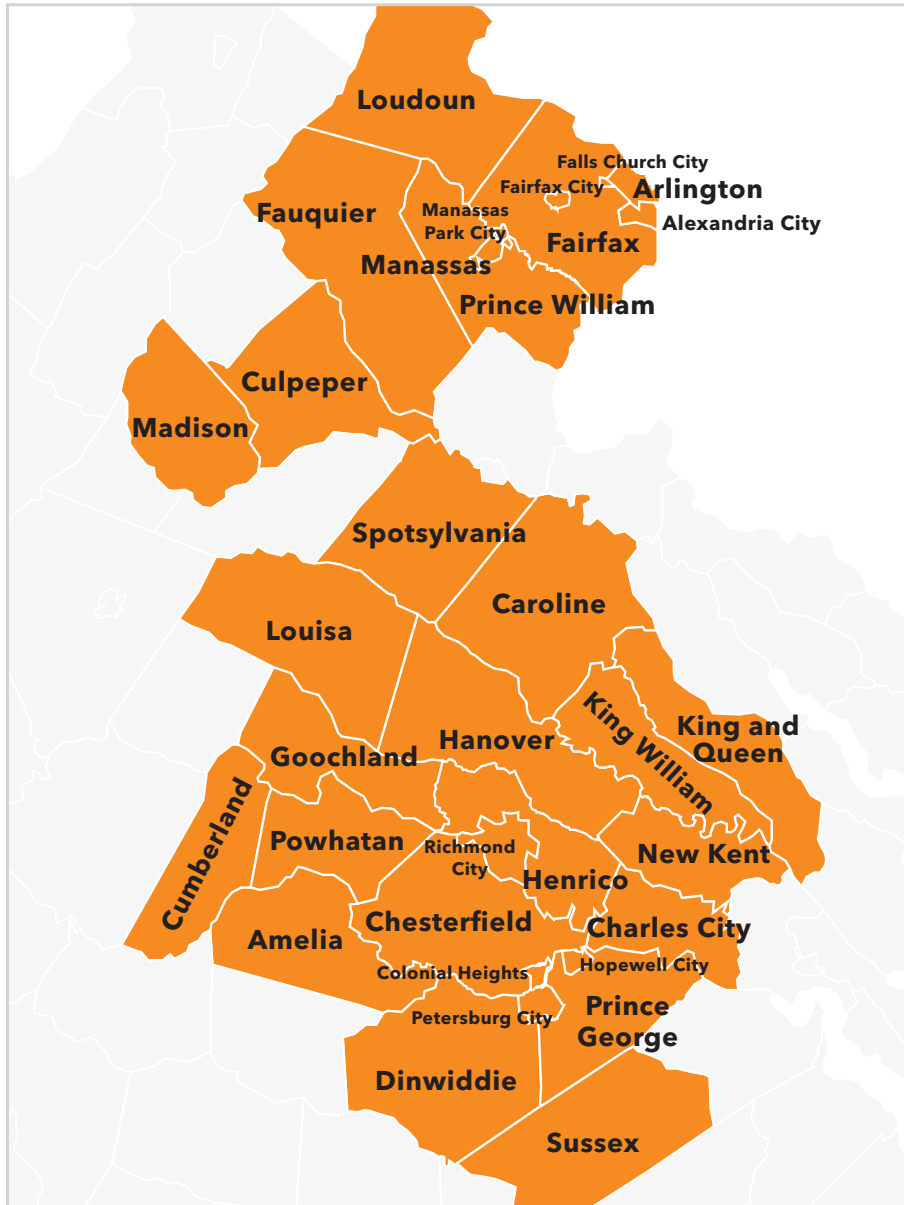 Loudoun
Falls Church City
Fairfax City
Arlington
Fauquier
Manassas
Park City
Alexandria City
Fairfax
Manassas
Prince William
Culpeper
Madison
Spotsylvania
Caroline
Louisa
King William
King and
Queen
Hanover
Goochland
Cumberland
Powhatan
Richmond
City
New Kent
Henrico
Chesterfield
Charles City
Amelia
Hopewell City
Colonial Heights
Prince
George
Petersburg City
Dinwiddie
Sussex